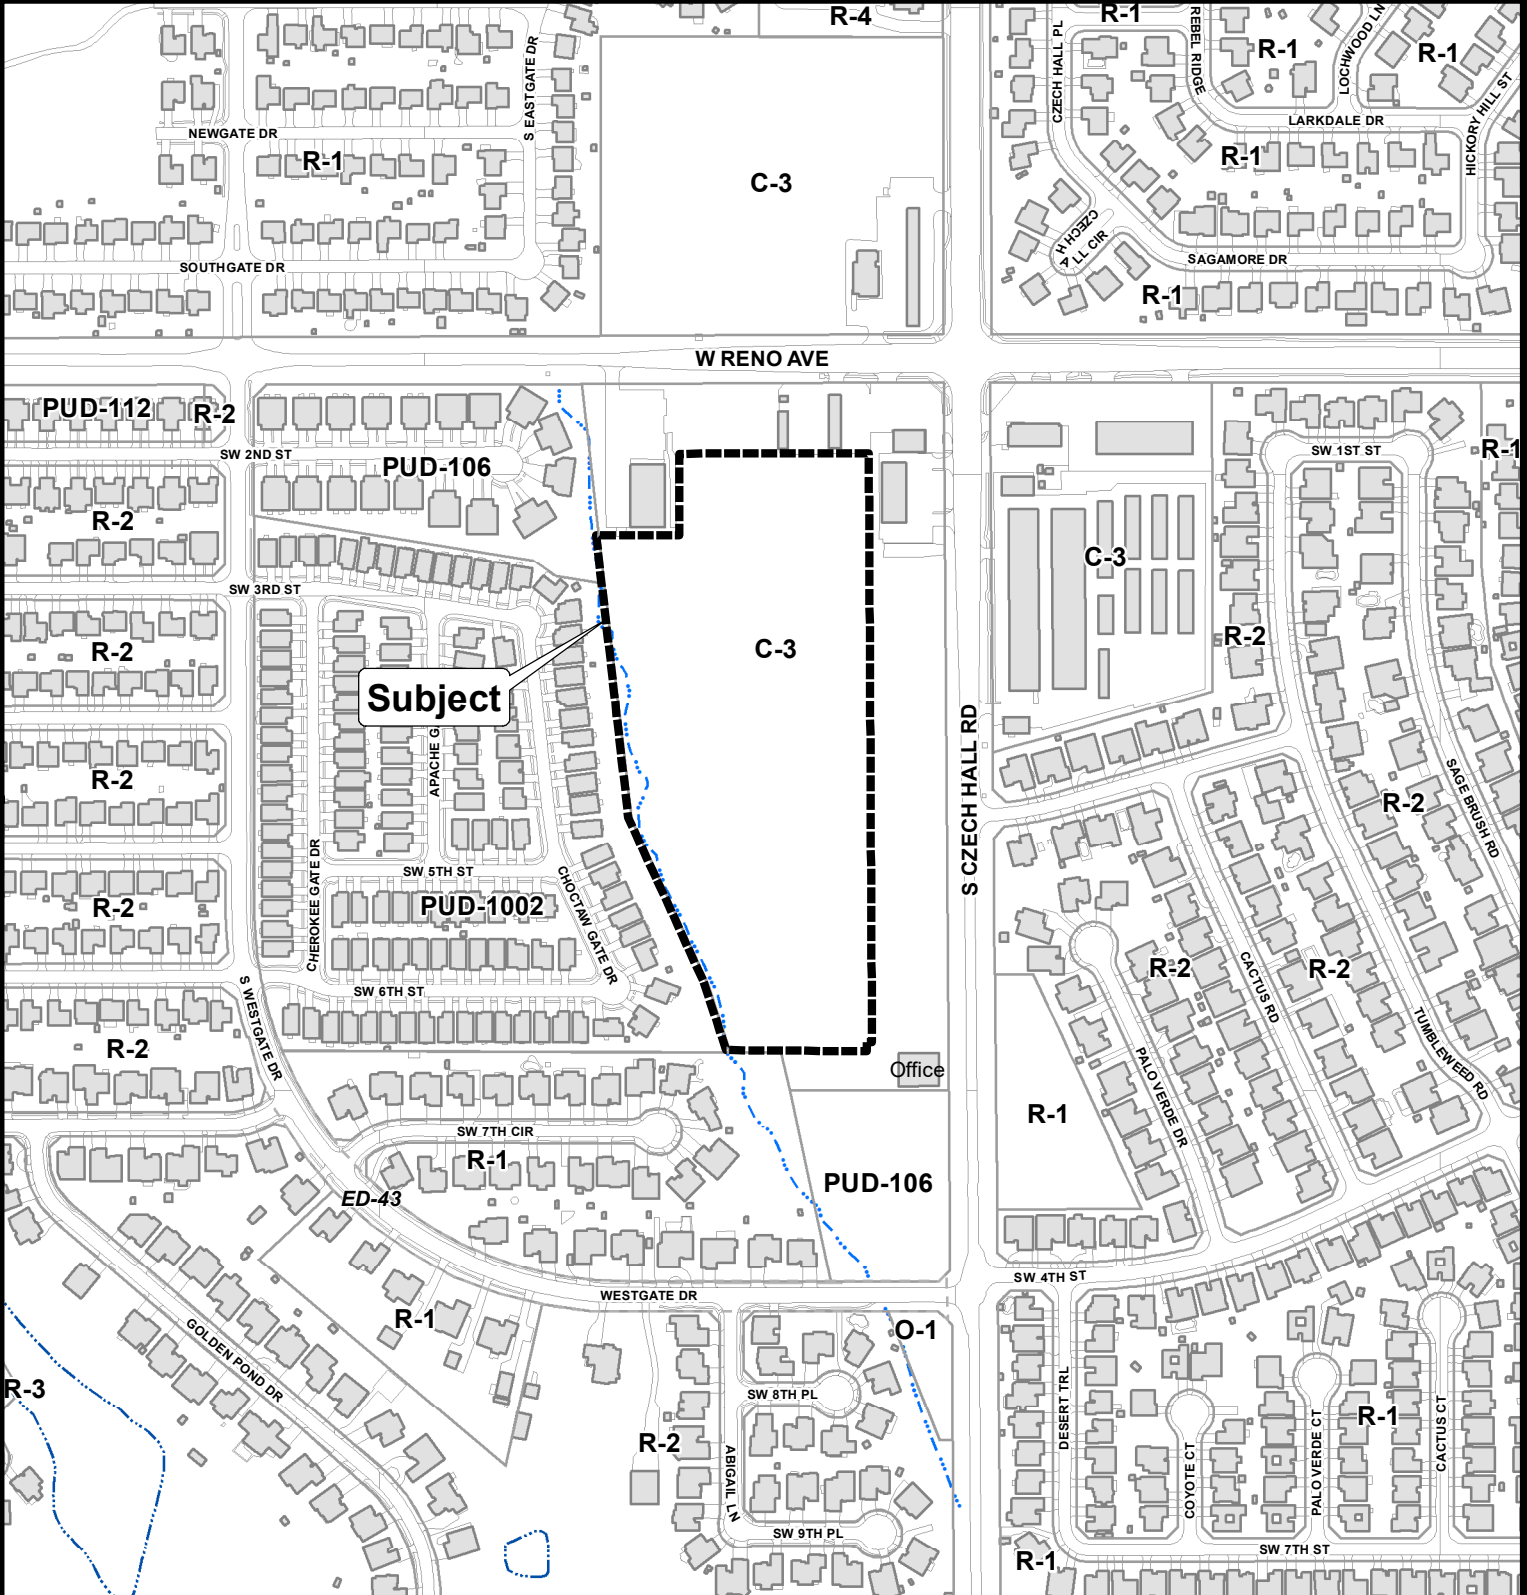 R-4
R-1
R-1
R-1
CZECH HALL PL
REBEL RIDGE
LOCHWOOD LN
S EASTGATE DR
LARKDALE DR
HICKORY HILL ST
NEWGATE DR
R-1
R-1
C-3
CZECH H
A
LL CIR
SOUTHGATE DR
SAGAMORE DR
R-1
W RENO AVE
PUD-112
R-2
SW 2ND ST
PUD-106
SW 1ST ST
R-1
R-2
C-3
SW 3RD ST
R-2
C-3
R-2
Subject
APACHE G
S CZECH HALL RD
R-2
R-2
SAGE BRUSH RD
CHEROKEE GATE DR
SW 5TH ST
CHOCTAW GATE DR
R-2
PUD-1002
R-2
R-2
CACTUS RD
SW 6TH ST
S WESTGATE DR
R-2
TUMBLEWEED RD
PALO VERDE DR
Office
R-1
SW 7TH CIR
R-1
PUD-106
ED-43
SW 4TH ST
WESTGATE DR
R-1
O-1
GOLDEN POND DR
R-3
SW 8TH PL
DESERT TRL
R-1
CACTUS CT
PALO VERDE CT
COYOTE CT
R-2
ABIGAIL LN
SW 9TH PL
SW 7TH ST
R-1